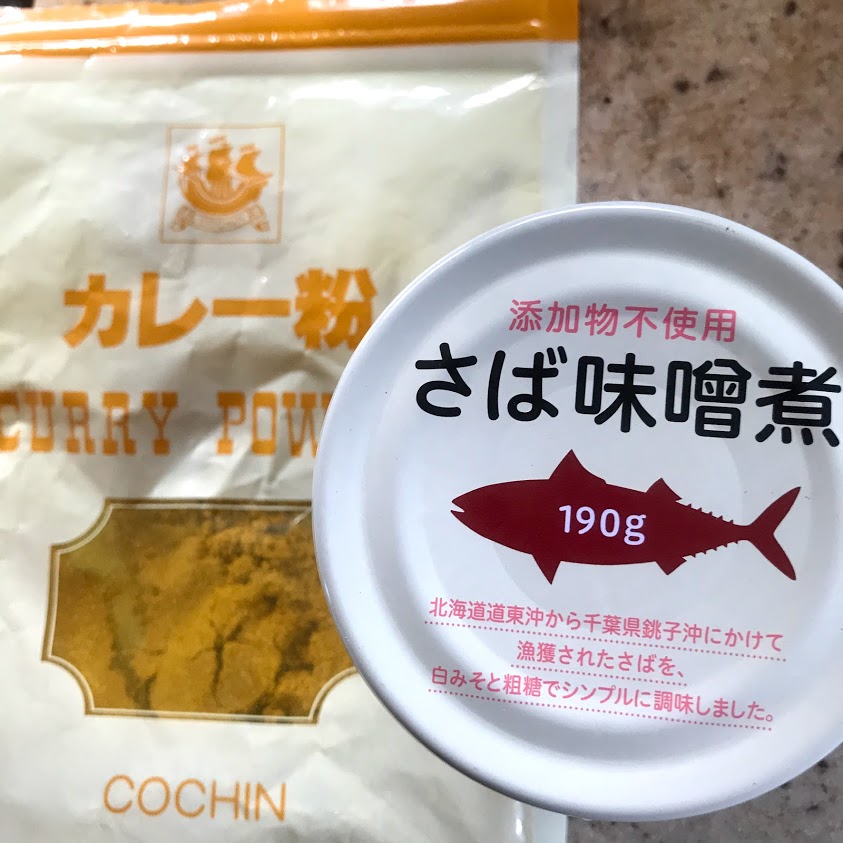 カレー粉
CURRY POW
COCHIN
添加物不使用
さば味噌煮
190g
北海道道東沖から千葉県銚子沖にかけて
漁獲されたさばを、
白みそと粗糖でシンプルに調味しました。